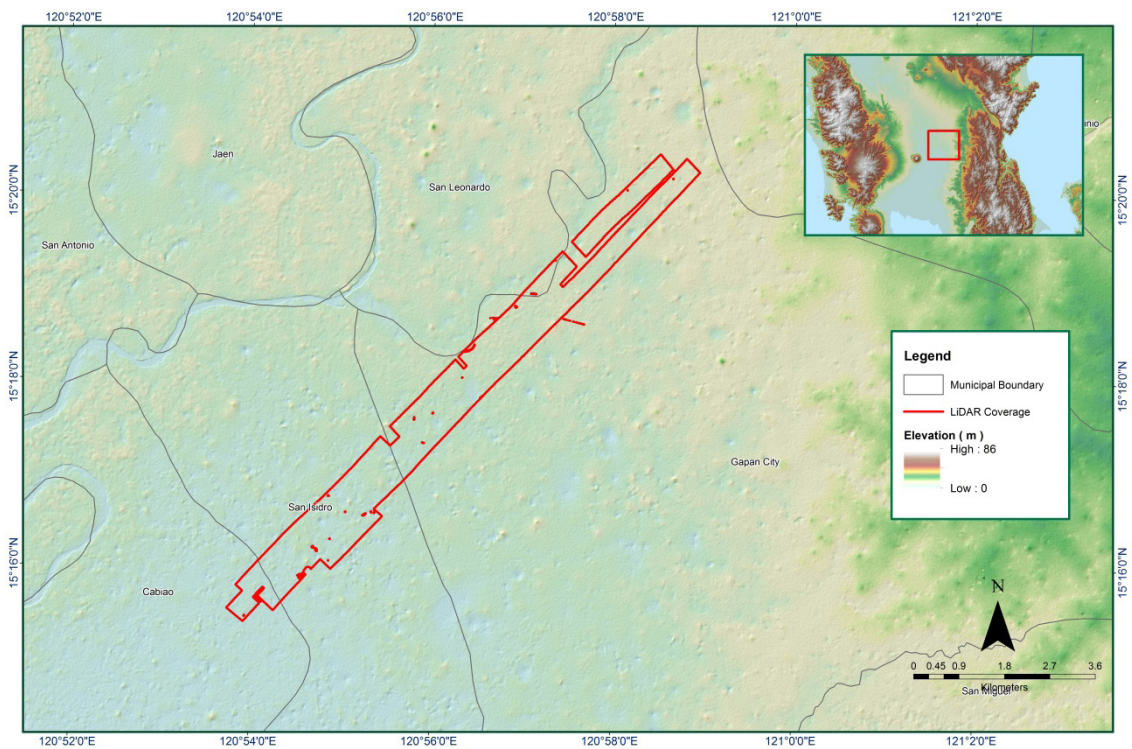 120°52'0"E
120°54'0"E
120°56'0"E
120°58'0"E
121°0'0"E
121°2'0"E
inio
Jaen
San Leonardo
15°20'0"N
15°20'0"N
San Antonio
Legend
Municipal Boundary
LiDAR Coverage
Elevation ( m )
High : 86
Low : 0
15°18'0"N
15°18'0"N
Gapan City
San Isidro
15°16'0"N
15°16'0"N
Cabiao
N
0 0.45 0.9 1.8 2.7 3.6
Kilometers
San Miguel
120°52'0"E
120°54'0"E
120°56'0"E
120°58'0"E
121°0'0"E
121°2'0"E